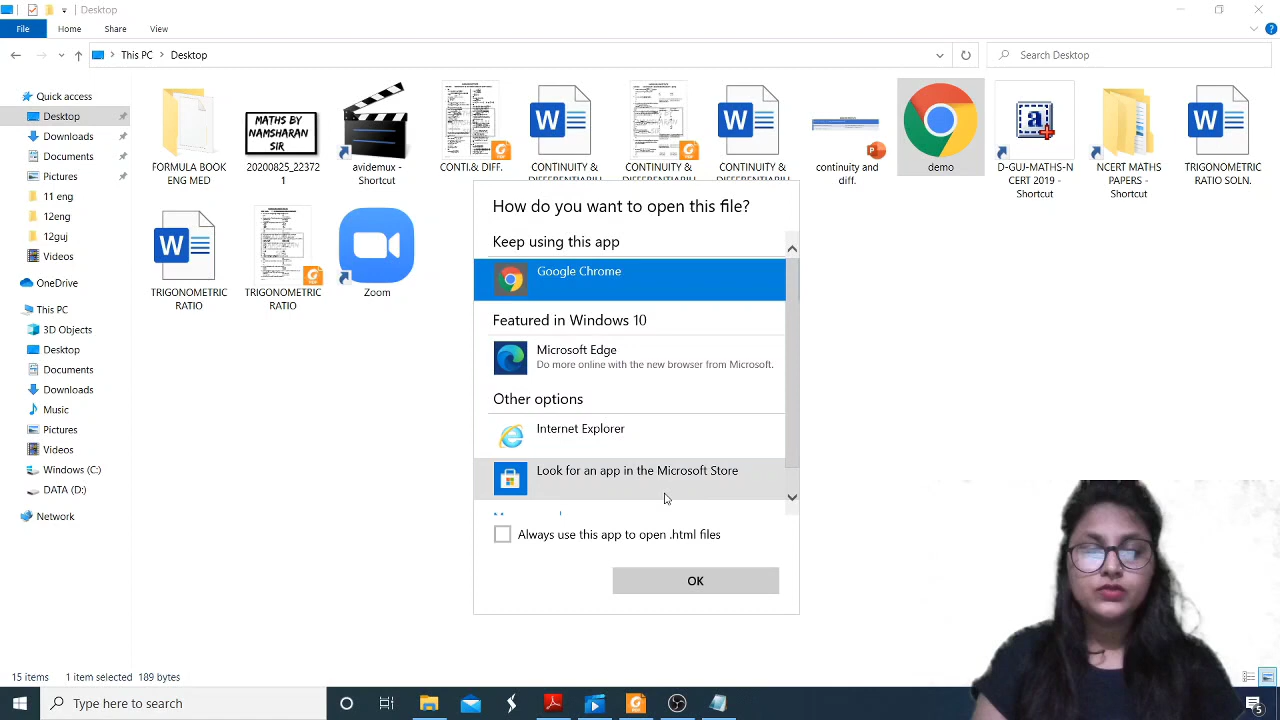 Desktop
File
Home
Share
View
This PC
Desktop
Search Desktop
Quick access
Desktop
Downloads
Documents
Pictures
11 eng
12eng
12guj
Videos
OneDrive
This PC
3D Objects
Desktop
Documents
Downloads
Music
Pictures
Videos
Windows (C:)
DATA (D:)
Network
FORMULA BOOK
ENG MED
MATHS BY
NAMSHARAN
SIR
20200825_22372
1
avidemux -
Shortcut
CONTI.& DIFF.
CONTINUITY &
CONTINUITY &
CONTINUITY &
continuity and
diff.
demo
D-GUJ-MATHS-N
CERT 2019 -
Shortcut
NCERT MATHS
PAPERS -
Shortcut
TRIGONOMETRIC
RATIO SOLN.
TRIGONOMETRIC
RATIO
TRIGONOMETRIC
RATIO
Zoom
How do you want to open this file?
Keep using this app
Google Chrome
Featured in Windows 10
Microsoft Edge
Do more online with the new browser from Microsoft.
Other options
Internet Explorer
Look for an app in the Microsoft Store
Always use this app to open .html files
OK
15 items
1 item selected 189 bytes
Type here to search
5